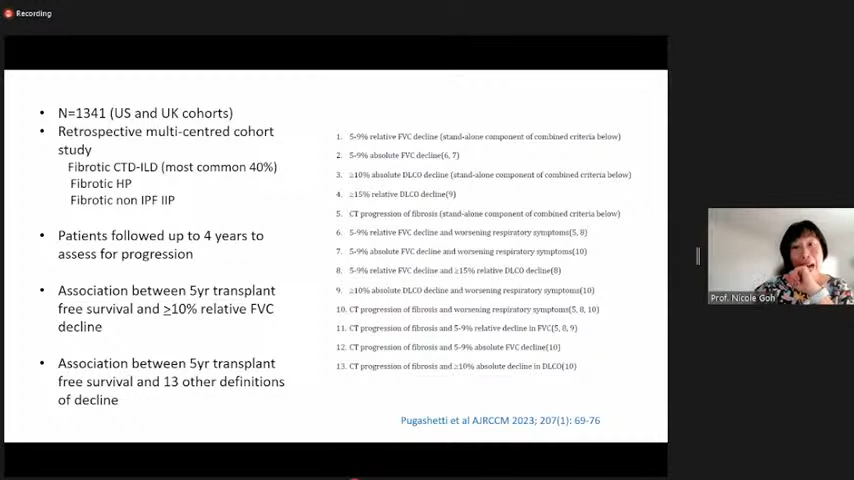 Recording
• N=1341 (US and UK cohorts)
• Retrospective multi-centred cohort
study
Fibrotic CTD-ILD (most common 40%)
Fibrotic HP
Fibrotic non IPF IIP
• Patients followed up to 4 years to
assess for progression
• Association between 5yr transplant
free survival and ≥10% relative FVC
decline
• Association between 5yr transplant
free survival and 13 other definitions
of decline
1. 5-9% relative FVC decline (stand-alone component of combined criteria below)
2. 5-9% absolute FVC decline(6, 7)
3. ≥10% absolute DLCO decline (stand-alone component of combined criteria below)
4. ≥15% relative DLCO decline(9)
5. CT progression of fibrosis (stand-alone component of combined criteria below)
6. 5-9% relative FVC decline and worsening respiratory symptoms(5, 8)
7. 5-9% absolute FVC decline and worsening respiratory symptoms(10)
8. 5-9% relative FVC decline and ≥15% relative DLCO decline(8)
9. ≥10% absolute DLCO decline and worsening respiratory symptoms(10)
10. CT progression of fibrosis and worsening respiratory symptoms(5, 8, 10)
11. CT progression of fibrosis and 5-9% relative decline in FVC(5, 8, 9)
12. CT progression of fibrosis and 5-9% absolute FVC decline(10)
13. CT progression of fibrosis and ≥10% absolute decline in DLCO(10)
Pugashetti et al AJRCCM 2023; 207(1): 69-76
Prof. Nicole Goh